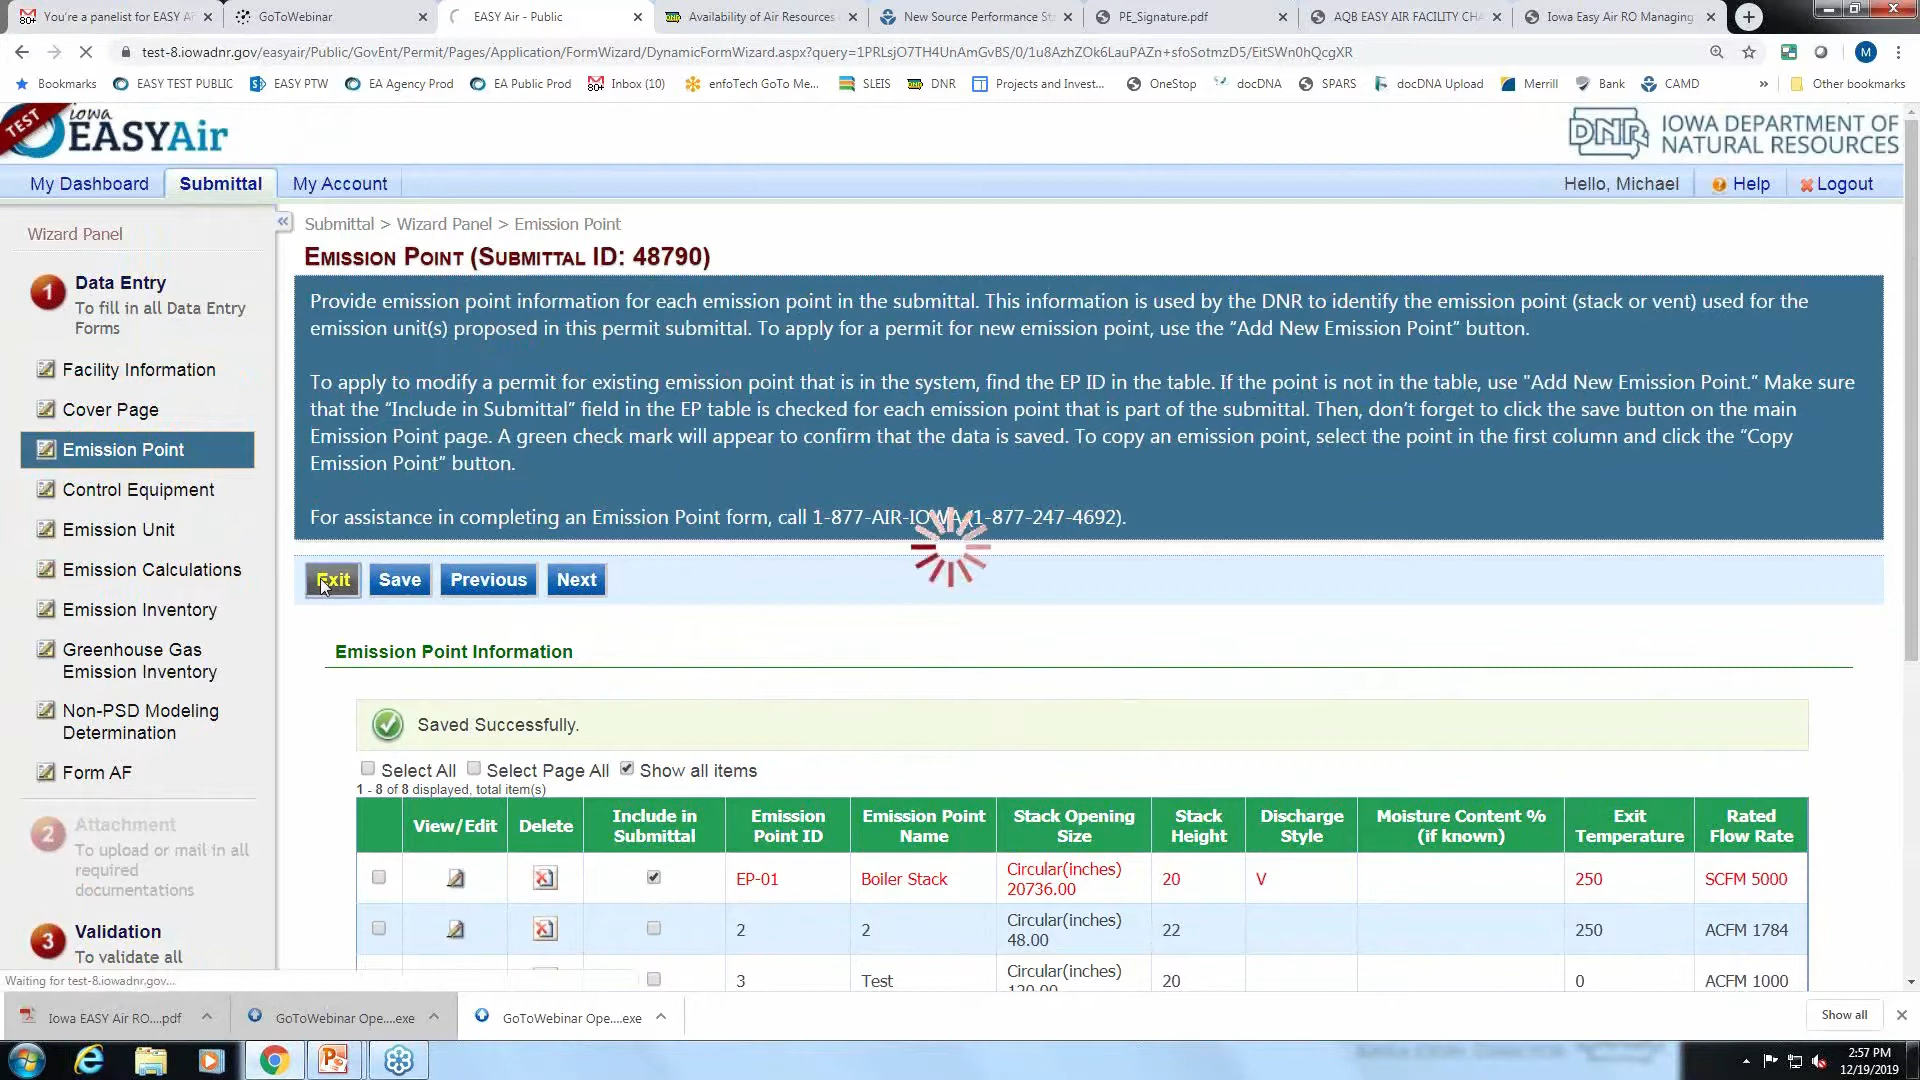 You're a panelist for EASY A
GoToWebinar
EASY Air - Public
Availability of Air Resources
New Source Performance St
PE_Signature.pdf
AQB EASY AIR FACILITY CH
Iowa Easy Air RO Managing
test-8.iowadnr.gov/easyair/Public/GovEnt/Permit/Pages/Application/FormWizard/DynamicFormWizard.aspx?query=1PRLsjO7TH4UnAmGvBS/0/1u8AzhZOk6LauPAZn+sfoSotmzD5/EitSWn0hQcgXR
M
Bookmarks
EASY TEST PUBLIC
EASY PTW
EA Agency Prod
EA Public Prod
Inbox (10)
enfoTech GoTo Me...
SLEIS
DNR
Projects and Invest...
OneStop
docDNA
SPARS
docDNA Upload
Merrill
Bank
CAMD
»
Other bookmarks
TEST
iowa
EASYAir
DNR
IOWA DEPARTMENT OF
NATURAL RESOURCES
My Dashboard
Submittal
My Account
Hello, Michael
Help
Logout
Wizard Panel
1
Data Entry
To fill in all Data Entry
Forms
Facility Information
Cover Page
Emission Point
Control Equipment
Emission Unit
Emission Calculations
Emission Inventory
Greenhouse Gas
Emission Inventory
Non-PSD Modeling
Determination
Form AF
2
Attachment
To upload or mail in all
required
documentations
3
Validation
To validate all
Submittal > Wizard Panel > Emission Point
Emission Point (Submittal ID: 48790)
Provide emission point information for each emission point in the submittal. This information is used by the DNR to identify the emission point (stack or vent) used for the
emission unit(s) proposed in this permit submittal. To apply for a permit for new emission point, use the “Add New Emission Point” button.
To apply to modify a permit for existing emission point that is in the system, find the EP ID in the table. If the point is not in the table, use "Add New Emission Point.” Make sure
that the “Include in Submittal” field in the EP table is checked for each emission point that is part of the submittal. Then, don’t forget to click the save button on the main
Emission Point page. A green check mark will appear to confirm that the data is saved. To copy an emission point, select the point in the first column and click the “Copy
Emission Point” button.
For assistance in completing an Emission Point form, call 1-877-AIR-IOWA (1-877-247-4692).
Exit
Save
Previous
Next
Emission Point Information
Saved Successfully.
Select All
Select Page All
Show all items
1 - 8 of 8 displayed, total item(s)
View/Edit
Delete
Include in
Submittal
Emission
Point ID
Emission Point
Name
Stack Opening
Size
Stack
Height
Discharge
Style
Moisture Content %
(if known)
Exit
Temperature
Rated
Flow Rate
EP-01
Boiler Stack
Circular(inches)
20736.00
20
V
250
SCFM 5000
2
2
Circular(inches)
48.00
22
250
ACFM 1784
3
Test
Circular(inches)
120.00
20
0
ACFM 1000
Waiting for test-8.iowadnr.gov...
Iowa EASY Air RO....pdf
GoToWebinar Ope....exe
GoToWebinar Ope....exe
Show all
2:57 PM
12/19/2019